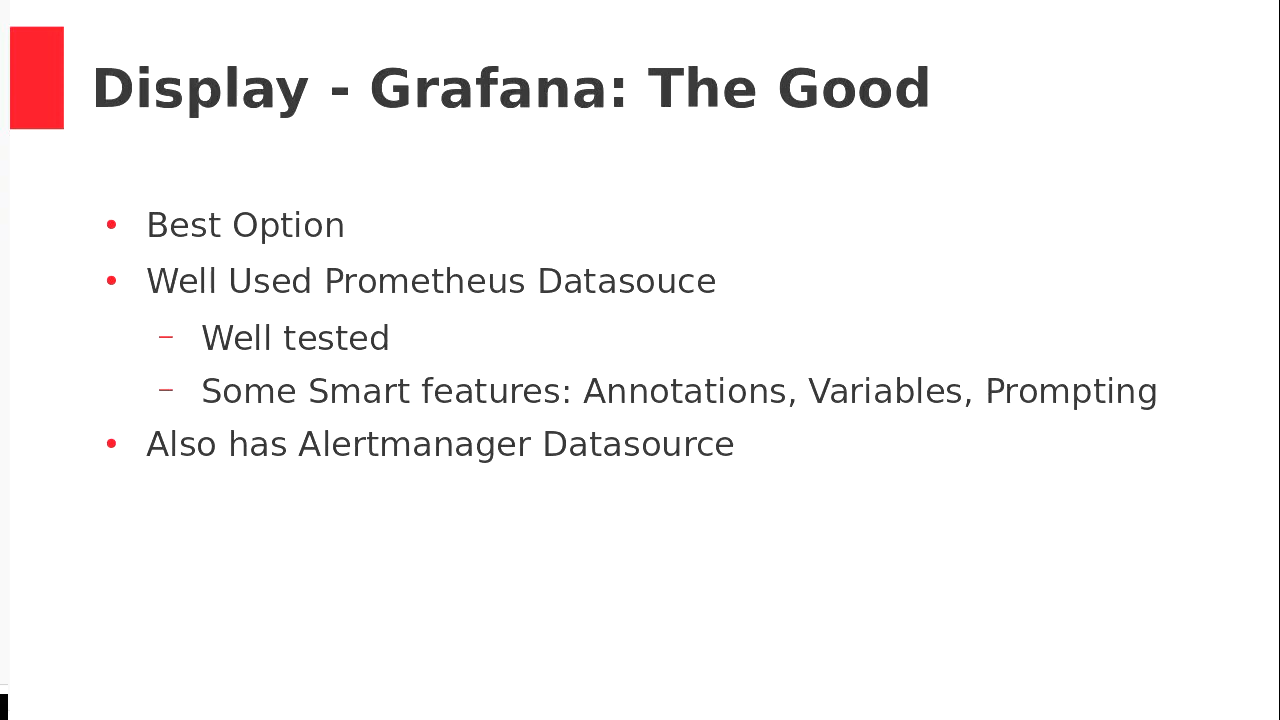 Display - Grafana: The Good
• Best Option
• Well Used Prometheus Datasouce
– Well tested
– Some Smart features: Annotations, Variables, Prompting
• Also has Alertmanager Datasource